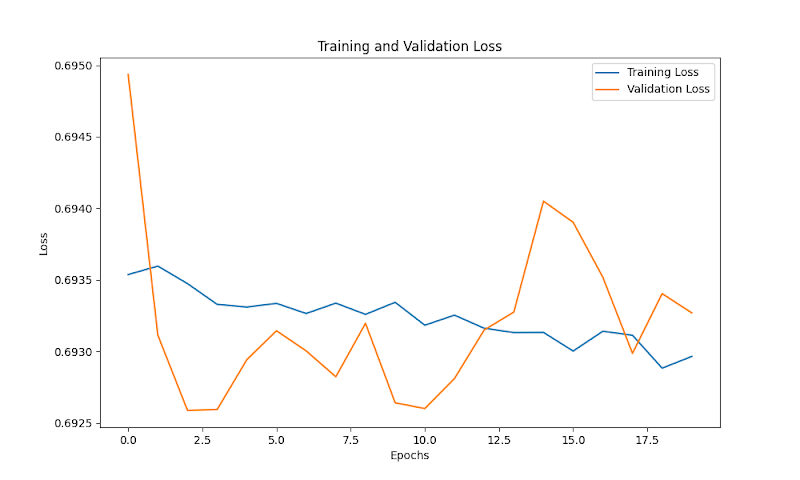 Training and Validation Loss
Training Loss
Validation Loss
0.6950
0.6945
0.6940
0.6935
0.6930
0.6925
Loss
0.0 2.5 5.0 7.5 10.0 12.5 15.0 17.5
Epochs